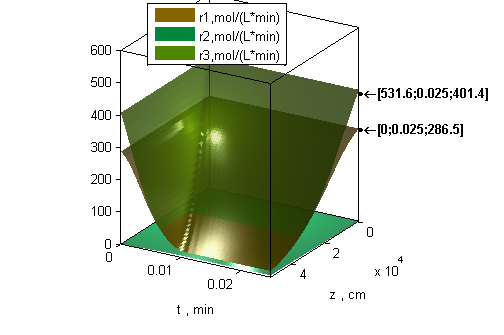 r1,mol/(L*min)
r2,mol/(L*min)
r3,mol/(L*min)
600
500
400
300
200
100
0
←[531.6;0.025;401.4]
←[0;0.025;286.5]
0
0.01
0.02
0
2
4
x 10^4
t , min
z , cm